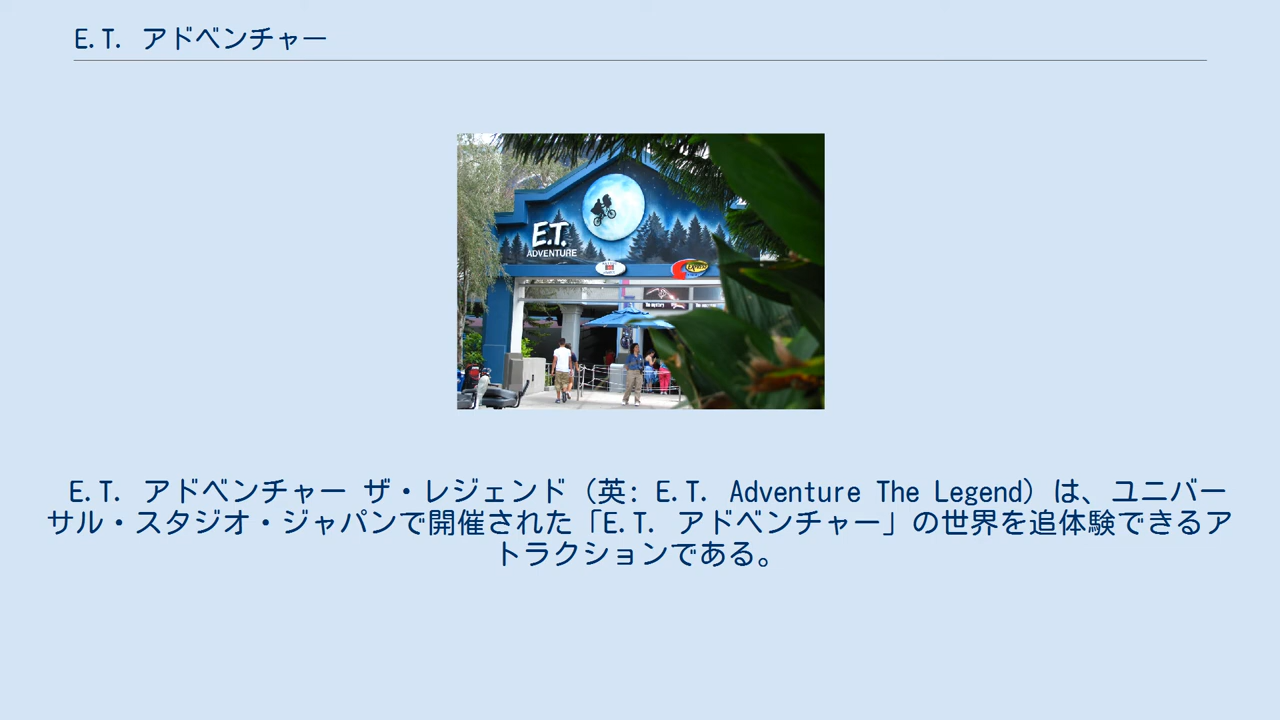 E.T. アドベンチャー
E.T.
ADVENTURE
E.T. アドベンチャー ザ・レジェンド（英: E.T. Adventure The Legend）は、ユニバー
サル・スタジオ・ジャパンで開催された「E.T. アドベンチャー」の世界を追体験できるア
トラクションである。